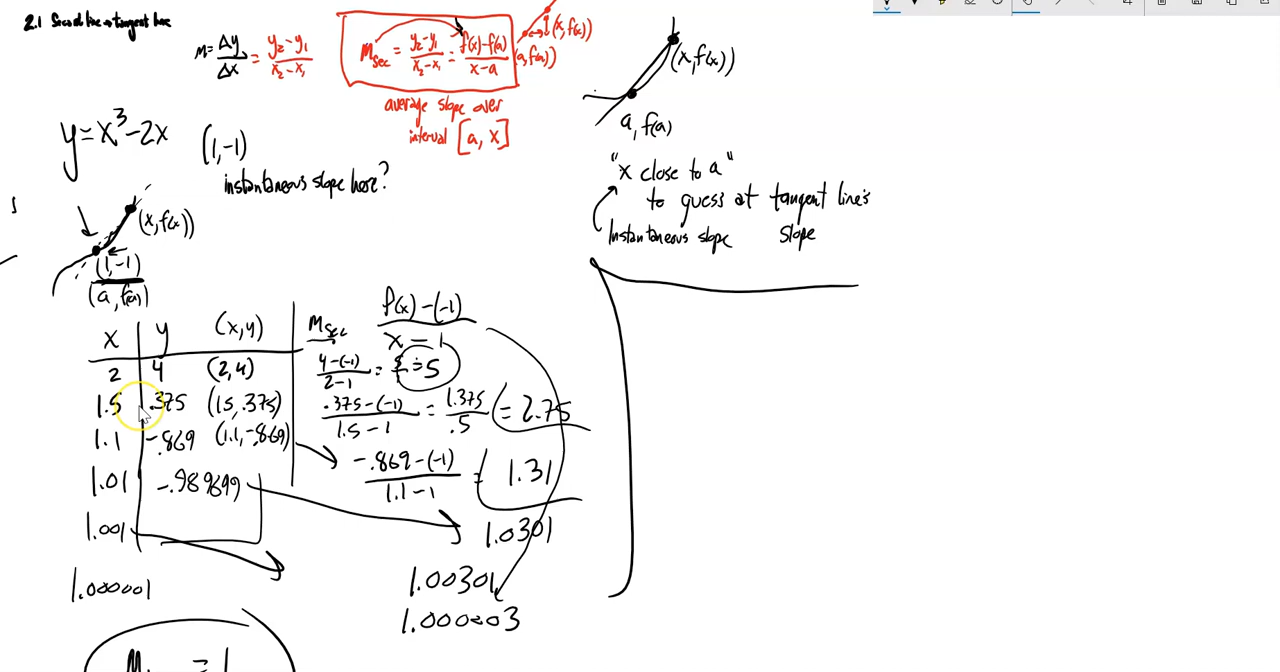 2.1 Secant line → tangent line
M = Δy/Δx = (y₂-y₁)/(x₂-x₁)
Msec = (y₂-y₁)/(x₂-x₁) = (f(x)-f(a))/(x-a)
(x, f(x))
(a, f(a))
average slope over
interval [a, x]
(x, f(x))
a, f(a)
"x close to a"
to guess at tangent line's
slope
Instantaneous slope
y = x³-2x (1,-1)
instantaneous slope here?
(x, f(x))
(1,-1)
(a, f(a))
x y (x,y) Msec (f(x)-(-1))/(x-1)
2 4 (2,4) (4-(-1))/(2-1) = = 5
1.5 .375 (1.5, .375) (.375-(-1))/(1.5-1) = 1.375/.5 = 2.75
1.1 -.869 (1.1, -.869) (-.869-(-1))/(1.1-1) = 1.31
1.01 -.989699 1.0301
1.001 1.00301
1.000001 1.000003
= 1